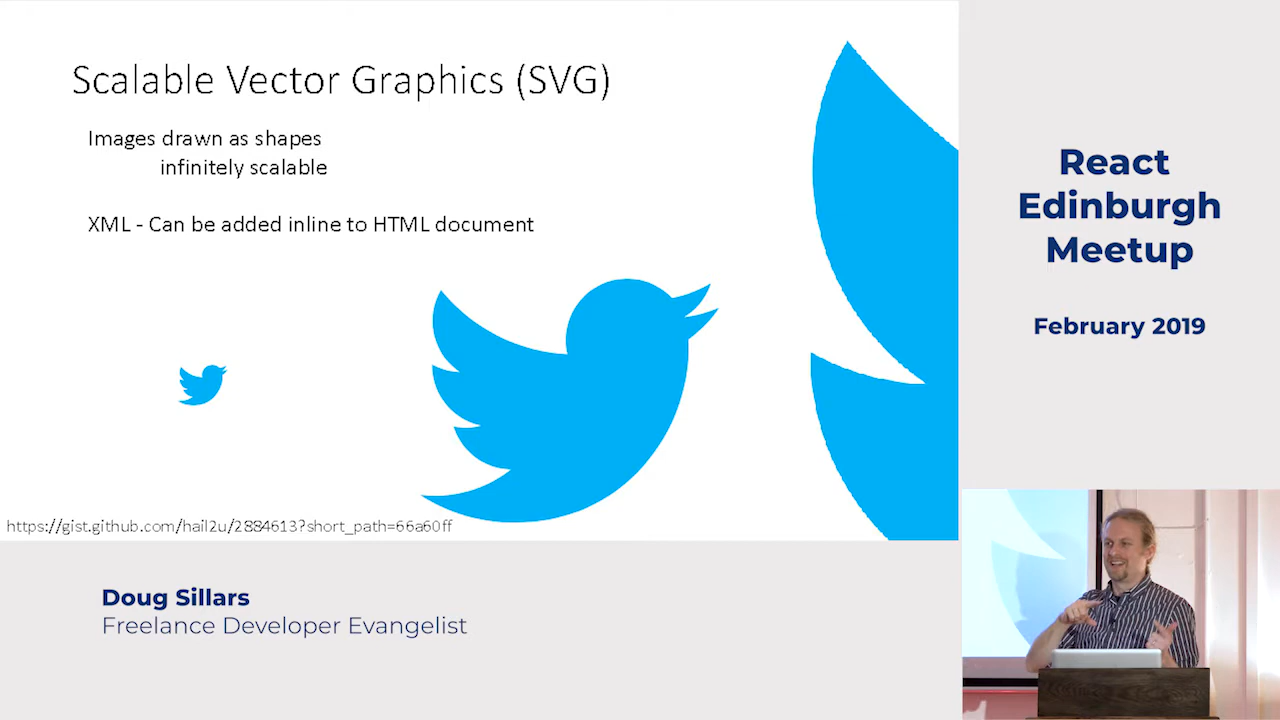 Scalable Vector Graphics (SVG)
Images drawn as shapes
infinitely scalable
XML - Can be added inline to HTML document
https://gist.github.com/hail2u/2884613?short_path=66a60ff
Doug Sillars
Freelance Developer Evangelist
React
Edinburgh
Meetup
February 2019